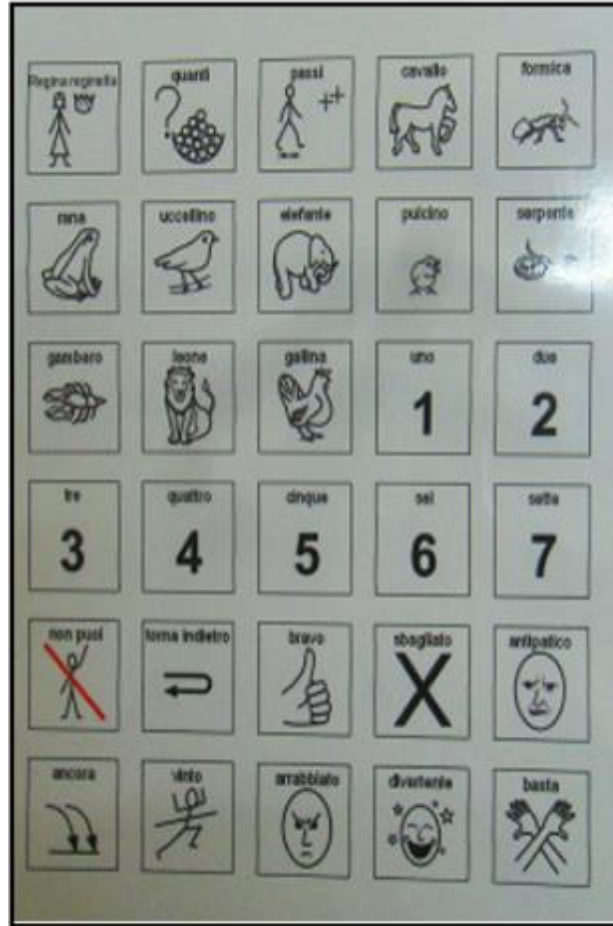 Regina reginella quanti passi cavallo formica
rana uccellino elefante pulcino serpente
gambero leone gallina uno due
1 2
tre quattro cinque sei sette
3 4 5 6 7
non puoi torna indietro bravo sbagliato antipatico
ancora vinto arrabbiato divertente basta